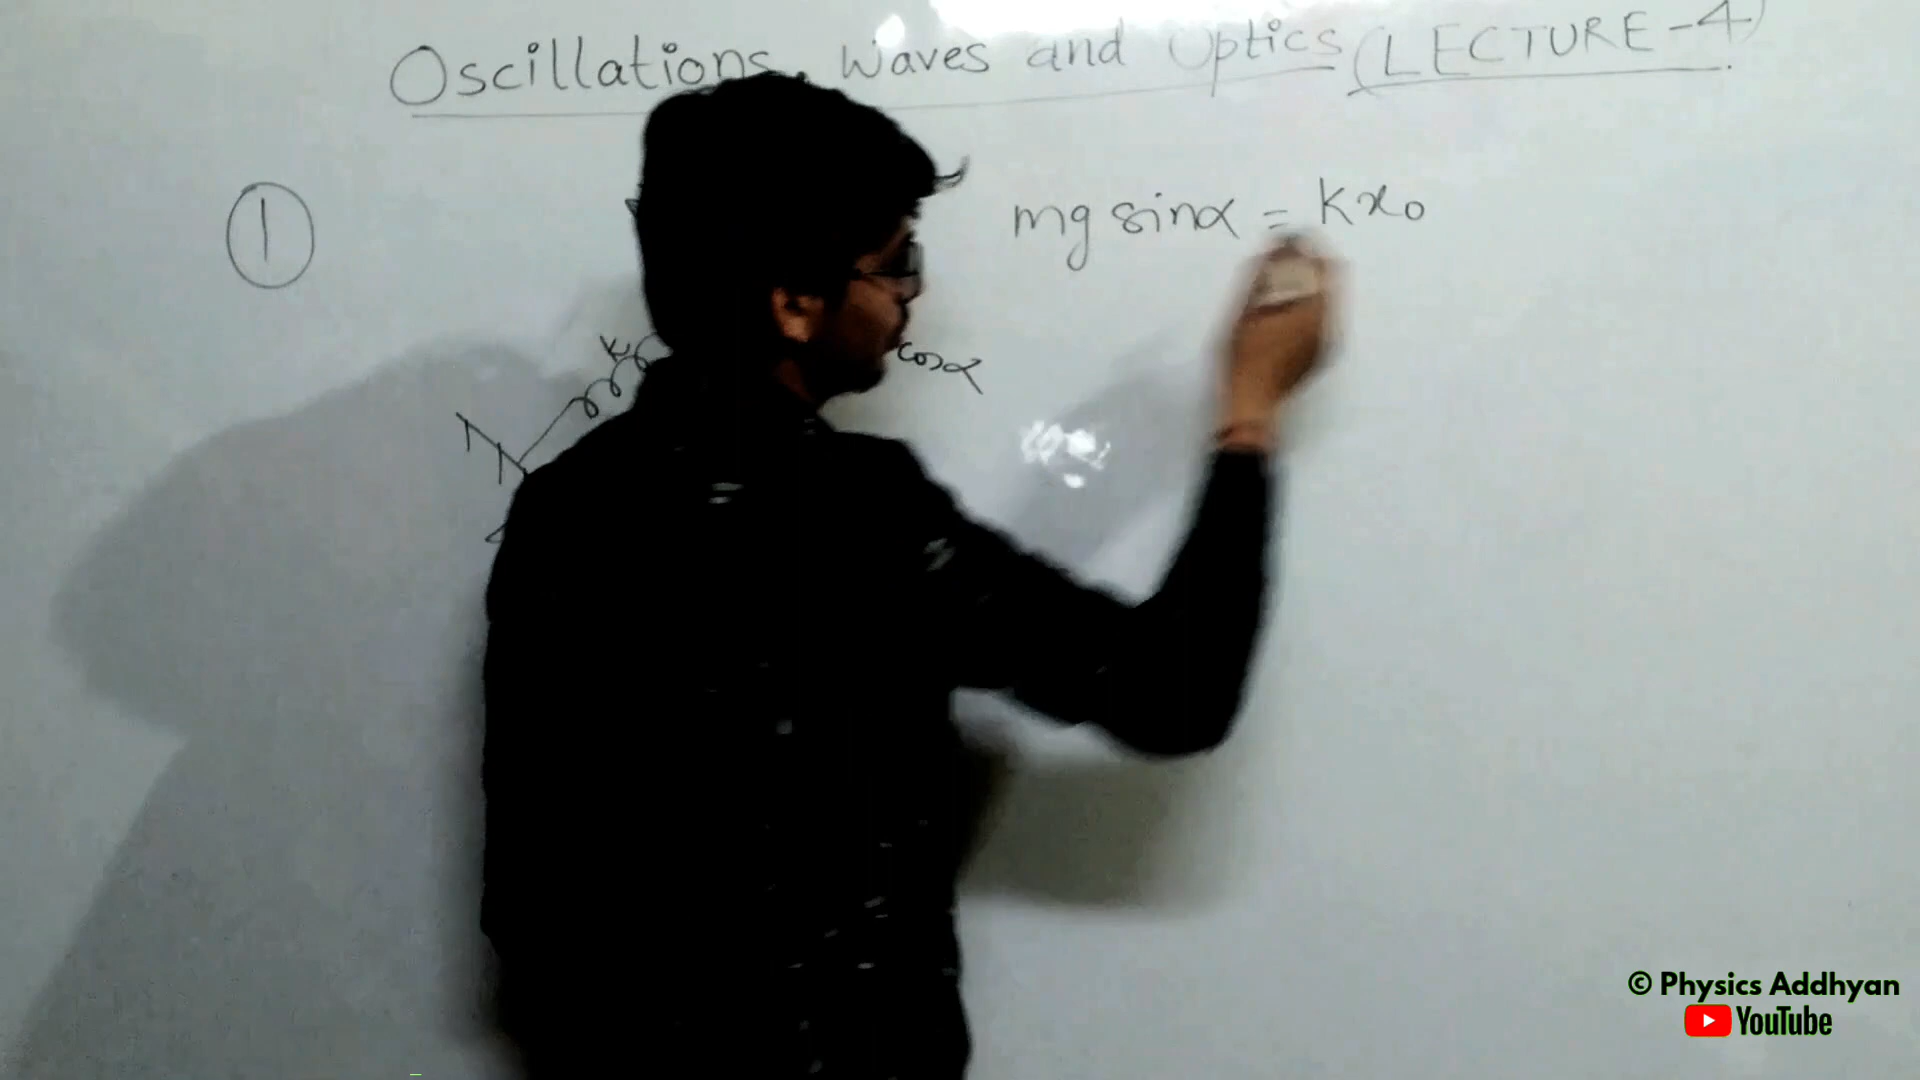 Oscillations, Waves and Optics (LECTURE-4)
①
mg sinα = Kx₀
K
cosα
© Physics Addhyan
YouTube